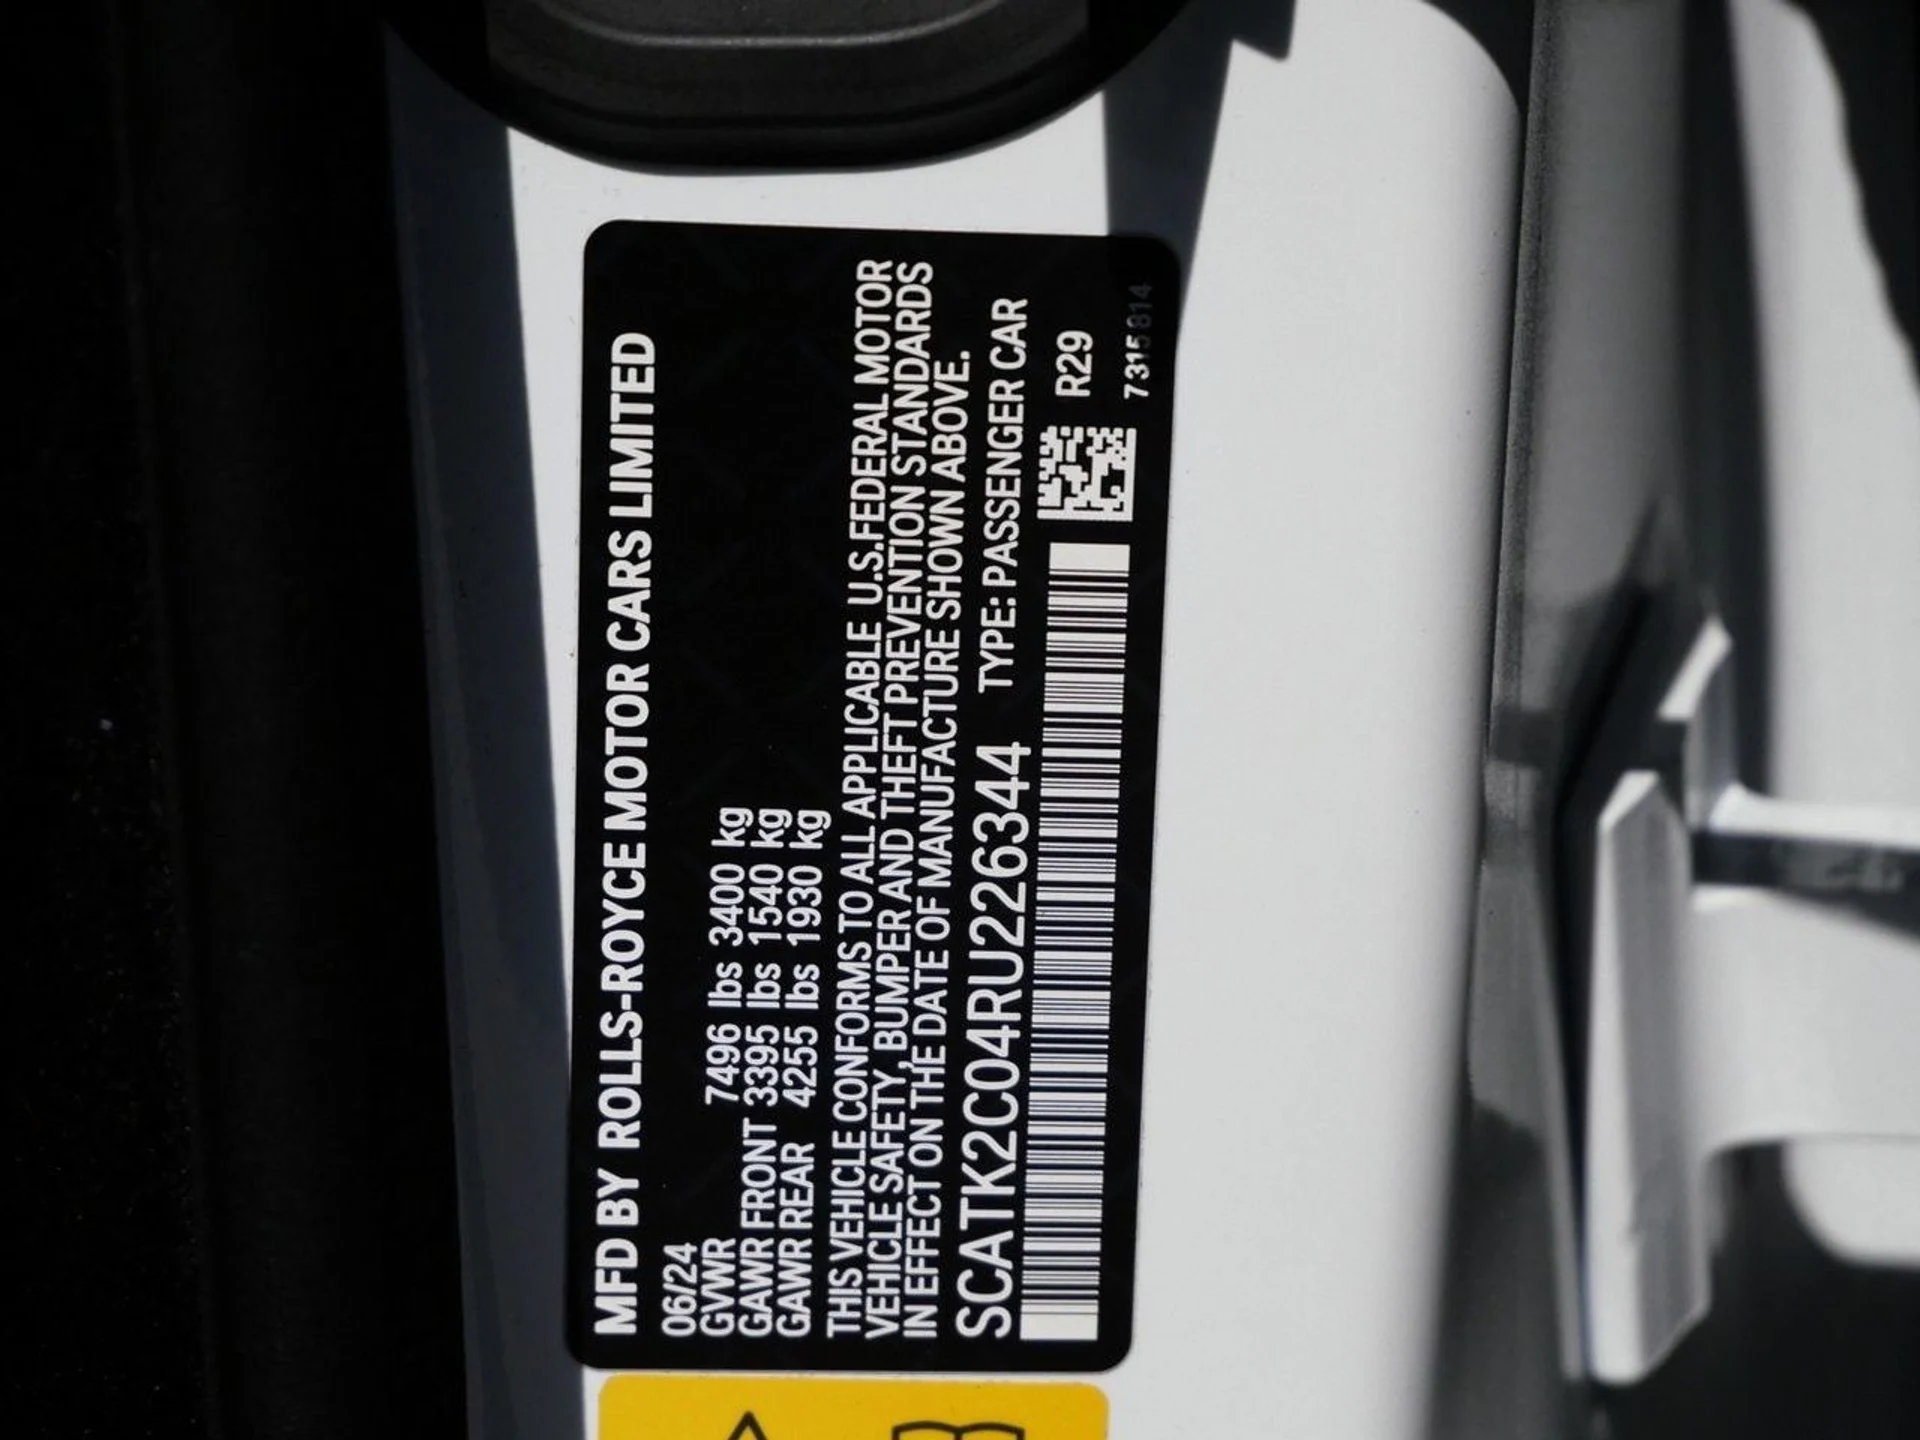 MFD BY ROLLS-ROYCE MOTOR CARS LIMITED
06/24
GVWR 7496 lbs 3400 kg
GAWR FRONT 3395 lbs 1540 kg
GAWR REAR 4255 lbs 1930 kg
THIS VEHICLE CONFORMS TO ALL APPLICABLE U.S.FEDERAL MOTOR
VEHICLE SAFETY, BUMPER AND THEFT PREVENTION STANDARDS
IN EFFECT ON THE DATE OF MANUFACTURE SHOWN ABOVE.
SCATK2C04RU226344 TYPE: PASSENGER CAR
R29
7315814